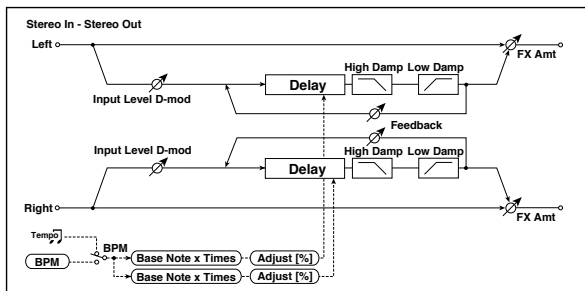 Stereo In - Stereo Out
Left
FX Amt
High Damp Low Damp
Delay
Input Level D-mod
Feedback
Input Level D-mod
High Damp Low Damp
Delay
Right
FX Amt
Tempo
BPM
BPM
Base Note x Times
Adjust [%]
Base Note x Times
Adjust [%]